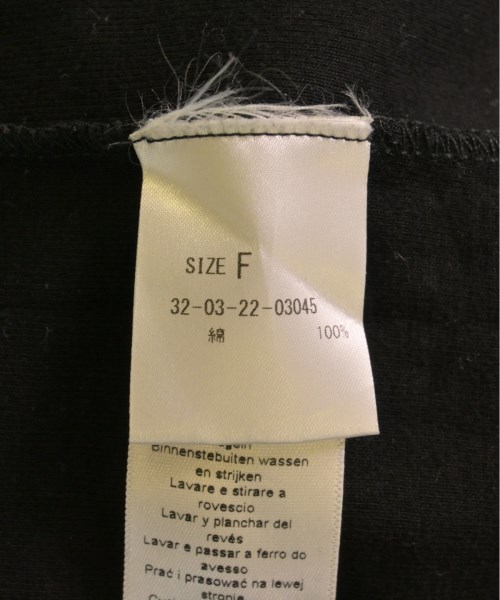 SIZE F
32-03-22-03045
綿 100%
Binnenstebuiten wassen
en strijken
Lavare e stirare a
rovescio
Lavar y planchar del
revés
Lavar e passar a ferro do
avesso
Prać i prasować na lewej
stronie